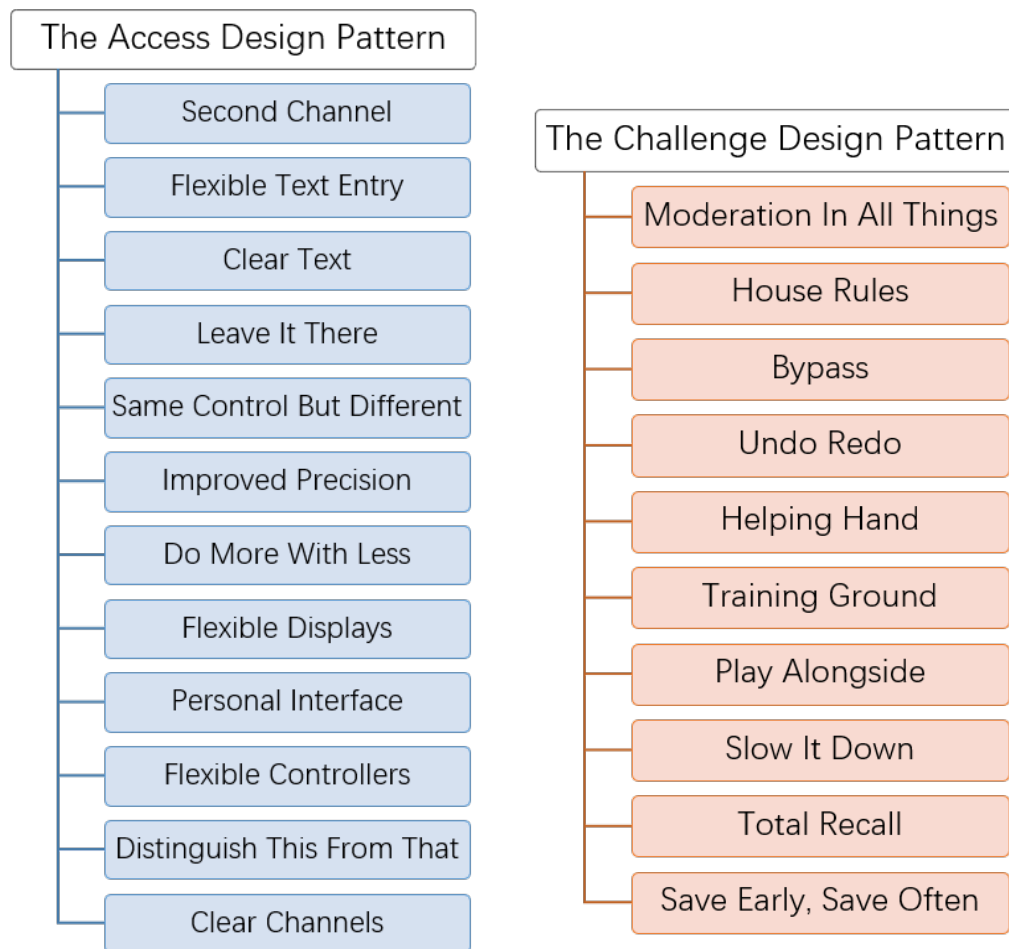 The Access Design Pattern
Second Channel
Flexible Text Entry
Clear Text
Leave It There
Same Control But Different
Improved Precision
Do More With Less
Flexible Displays
Personal Interface
Flexible Controllers
Distinguish This From That
Clear Channels
The Challenge Design Pattern
Moderation In All Things
House Rules
Bypass
Undo Redo
Helping Hand
Training Ground
Play Alongside
Slow It Down
Total Recall
Save Early, Save Often